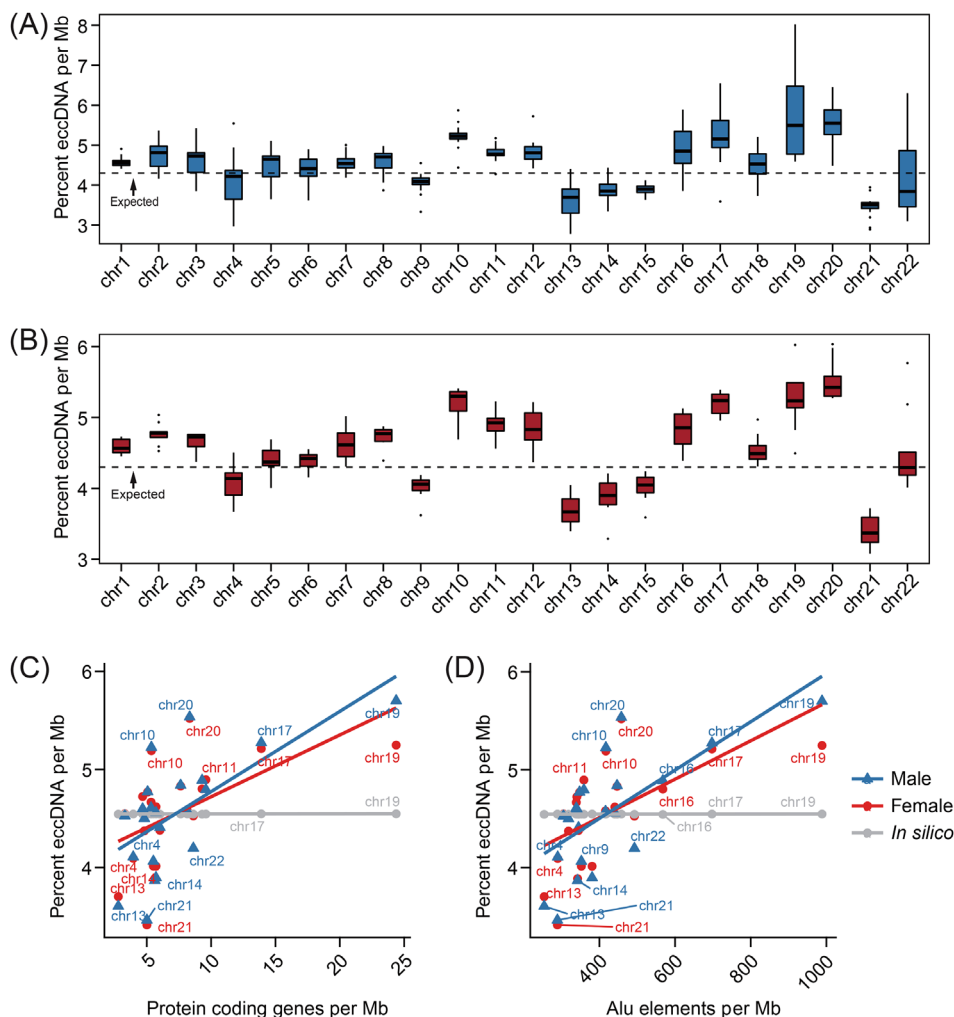 (A)
Percent eccDNA per Mb
8
7
6
5
4
3
Expected
chr1 chr2 chr3 chr4 chr5 chr6 chr7 chr8 chr9 chr10 chr11 chr12 chr13 chr14 chr15 chr16 chr17 chr18 chr19 chr20 chr21 chr22
(B)
Percent eccDNA per Mb
6
5
4
3
Expected
chr1 chr2 chr3 chr4 chr5 chr6 chr7 chr8 chr9 chr10 chr11 chr12 chr13 chr14 chr15 chr16 chr17 chr18 chr19 chr20 chr21 chr22
(C)
Percent eccDNA per Mb
6
5
4
chr20
chr20
chr10
chr10
chr17
chr17
chr11
chr19
chr19
chr19
chr17
chr4
chr22
chr4
chr14
chr14
chr13
chr13
chr21
chr21
5 10 15 20 25
Protein coding genes per Mb
(D)
Percent eccDNA per Mb
6
5
4
chr20
chr20
chr10
chr10
chr17
chr17
chr11
chr19
chr19
chr19
chr16
chr16
chr17
chr16
chr4
chr9
chr22
chr4
chr14
chr13
chr13
chr21
chr21
400 600 800 1000
Alu elements per Mb
Male
Female
In silico